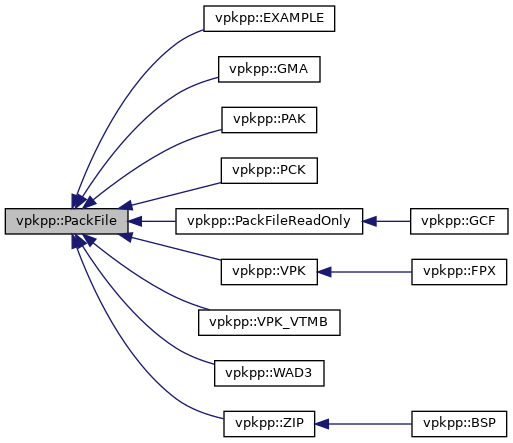 vpkpp::EXAMPLE
vpkpp::GMA
vpkpp::PAK
vpkpp::PCK
vpkpp::PackFile
vpkpp::PackFileReadOnly
vpkpp::GCF
vpkpp::VPK
vpkpp::FPX
vpkpp::VPK_VTMB
vpkpp::WAD3
vpkpp::ZIP
vpkpp::BSP